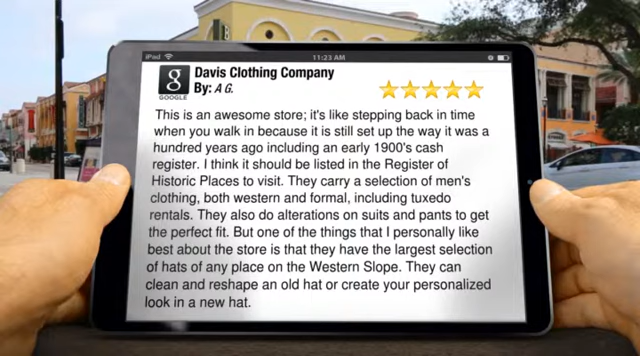 iPad
11:23 AM
g
GOOGLE
Davis Clothing Company
By: A G.
This is an awesome store; it's like stepping back in time
when you walk in because it is still set up the way it was a
hundred years ago including an early 1900's cash
register. I think it should be listed in the Register of
Historic Places to visit. They carry a selection of men's
clothing, both western and formal, including tuxedo
rentals. They also do alterations on suits and pants to get
the perfect fit. But one of the things that I personally like
best about the store is that they have the largest selection
of hats of any place on the Western Slope. They can
clean and reshape an old hat or create your personalized
look in a new hat.